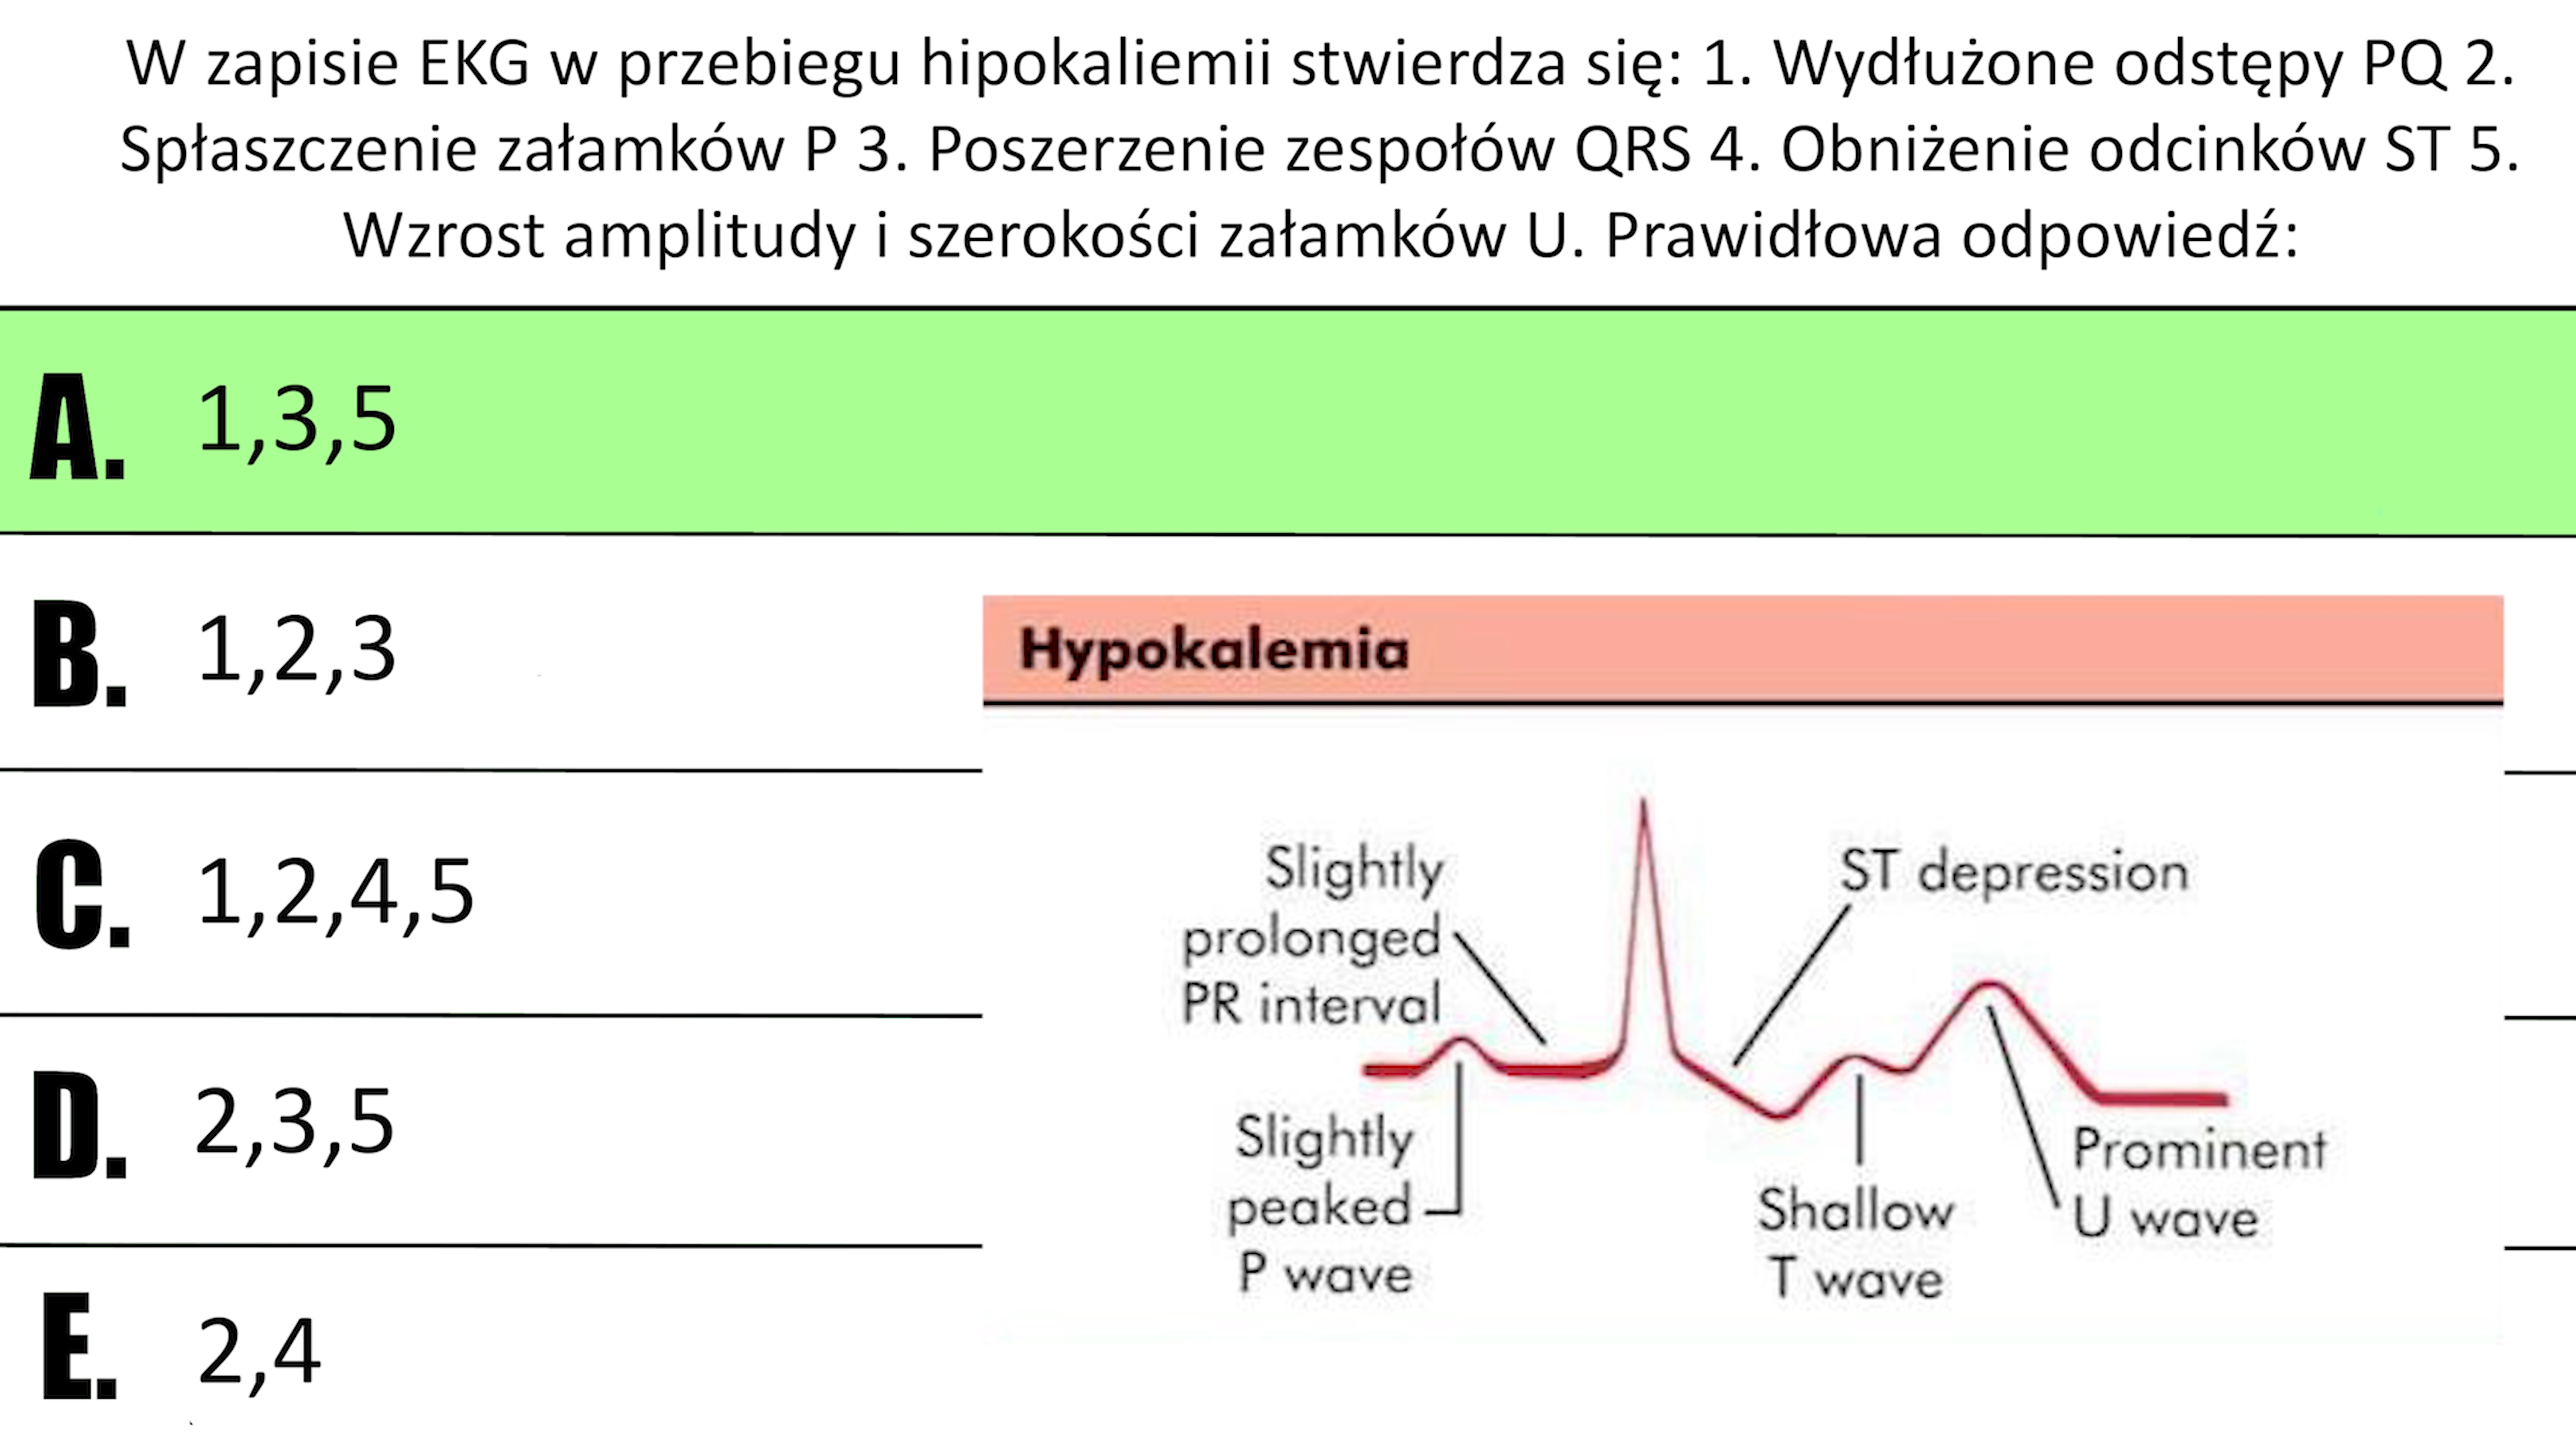 W zapisie EKG w przebiegu hipokaliemii stwierdza się: 1. Wydłużone odstępy PQ 2.
Spłaszczenie załamków P 3. Poszerzenie zespołów QRS 4. Obniżenie odcinków ST 5.
Wzrost amplitudy i szerokości załamków U. Prawidłowa odpowiedź:
A. 1,3,5
B. 1,2,3
C. 1,2,4,5
D. 2,3,5
E. 2,4
Hypokalemia
Slightly
prolonged
PR interval
ST depression
Slightly
peaked
P wave
Shallow
T wave
Prominent
U wave